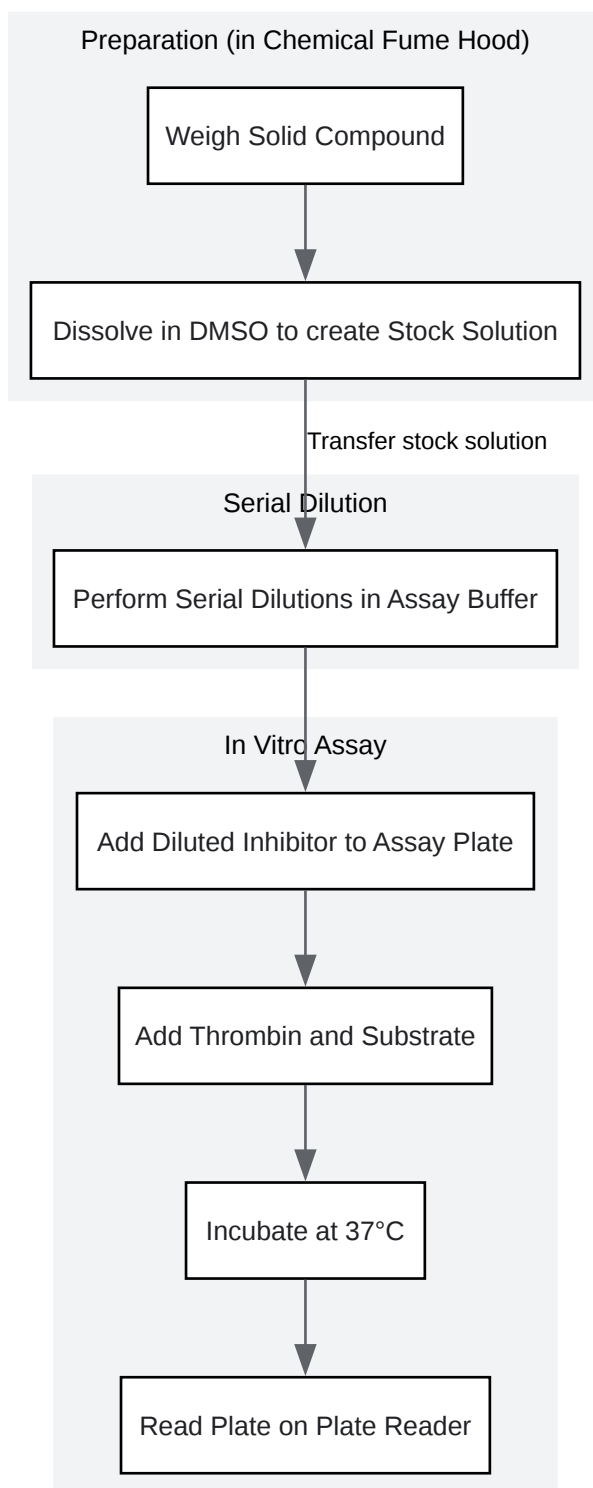 Preparation (in Chemical Fume Hood)
Weigh Solid Compound
Dissolve in DMSO to create Stock Solution
Transfer stock solution
Serial Dilution
Perform Serial Dilutions in Assay Buffer
In Vitro Assay
Add Diluted Inhibitor to Assay Plate
Add Thrombin and Substrate
Incubate at 37°C
Read Plate on Plate Reader